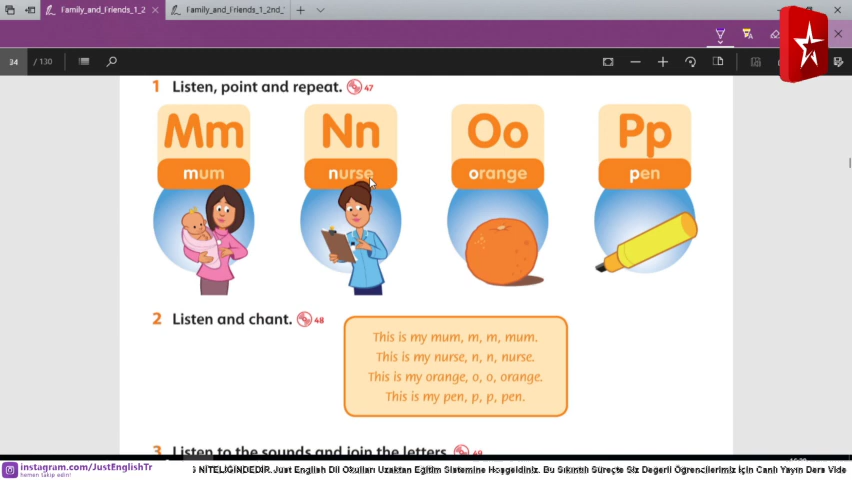 Family_and_Friends_1_2
Family_and_Friends_1_2nd_
34 / 130
1 Listen, point and repeat. 47
Mm Nn Oo Pp
mum nurse orange pen
2 Listen and chant. 48
This is my mum, m, m, mum.
This is my nurse, n, n, nurse.
This is my orange, o, o, orange.
This is my pen, p, p, pen.
3 Listen to the sounds and join the letters. 49
instagram.com/JustEnglishTr
hemen takip edin!
NİTELİĞİNDEDİR. Just English Dil Okulları Uzaktan Eğitim Sistemine Hoşgeldiniz. Bu Sıkıntılı Süreçte Siz Değerli Öğrencilerimiz İçin Canlı Yayın Ders Vide